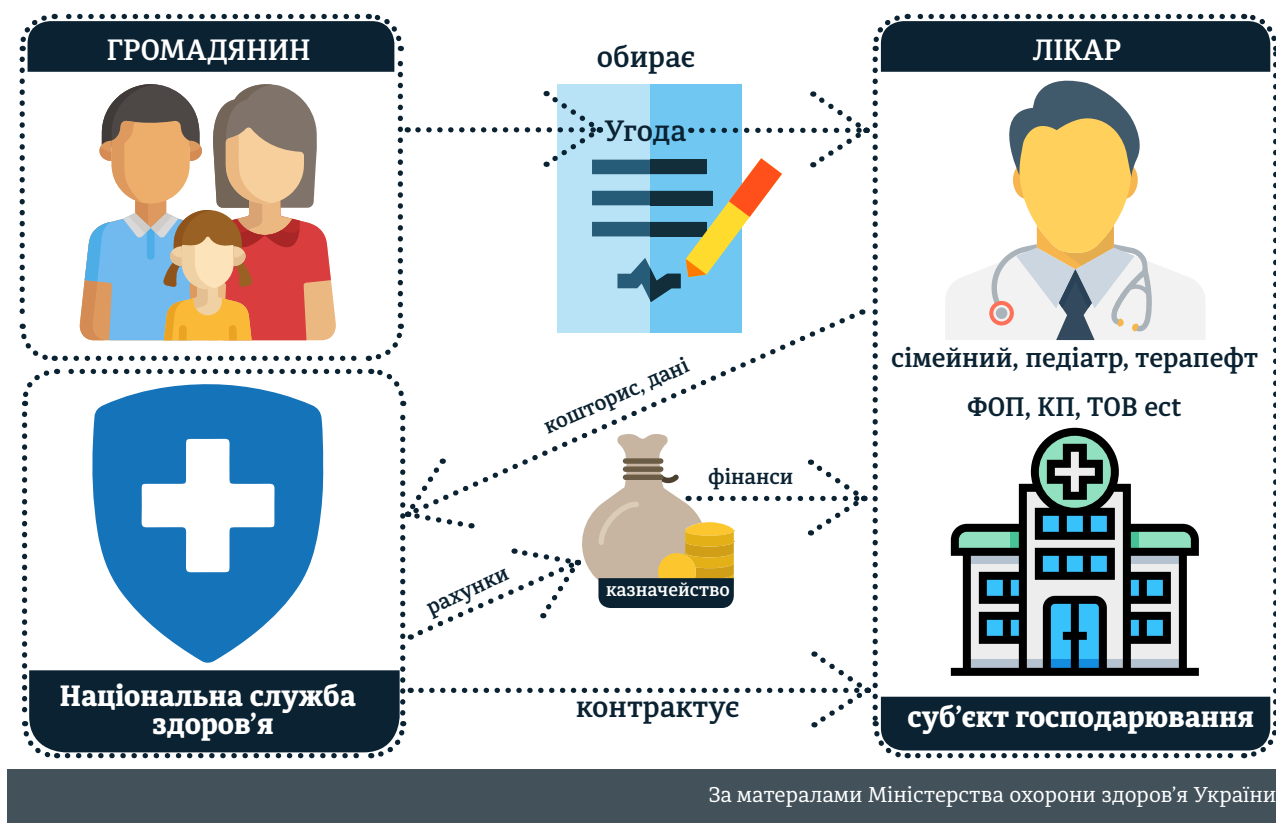 ГРОМАДЯНИН
обирає
Угода
ЛІКАР
сімейний, педіатр, терапефт
ФОП, КП, ТОВ ect
кошторис, дані
фінанси
казначейство
рахунки
Національна служба
здоров’я
контрактує
суб’єкт господарювання
За матералами Міністерства охорони здоров’я України